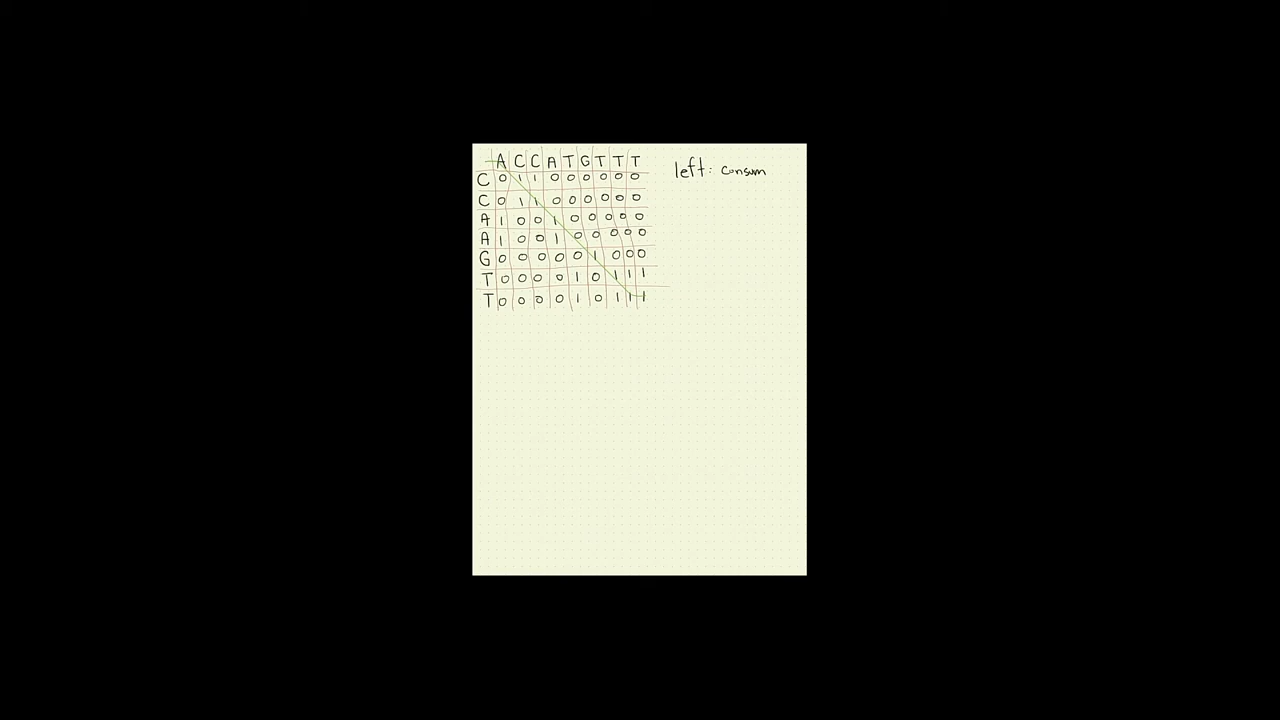 A C C A T G T T T
left: consum
C 0 1 1 0 0 0 0 0 0
C 0 1 1 0 0 0 0 0 0
A 1 0 0 1 0 0 0 0 0
A 1 0 0 1 0 0 0 0 0
G 0 0 0 0 0 1 0 0 0
T 0 0 0 0 1 0 1 1 1
T 0 0 0 0 1 0 1 1 1